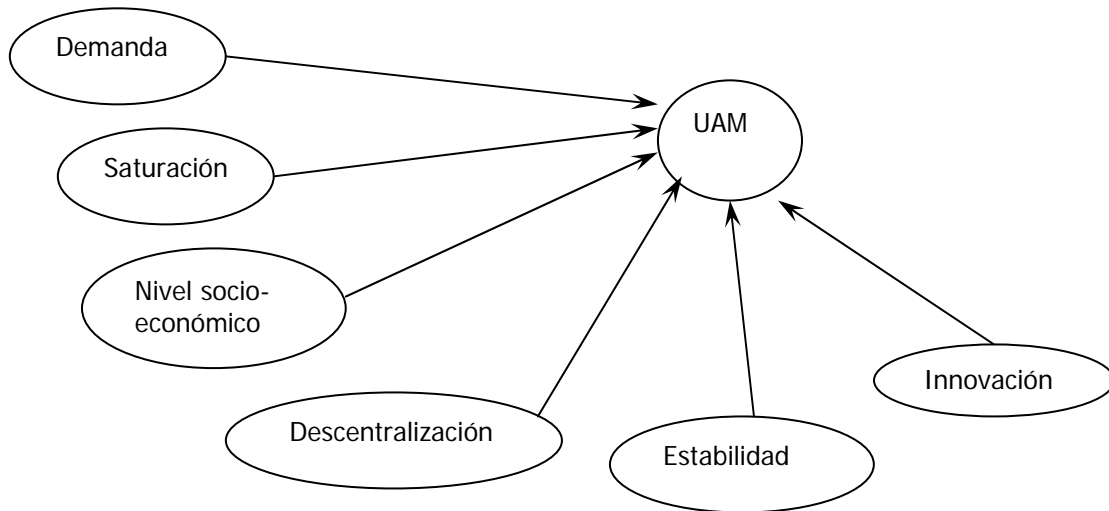 Demanda
UAM
Saturación
Nivel socio-
económico
Innovación
Descentralización
Estabilidad